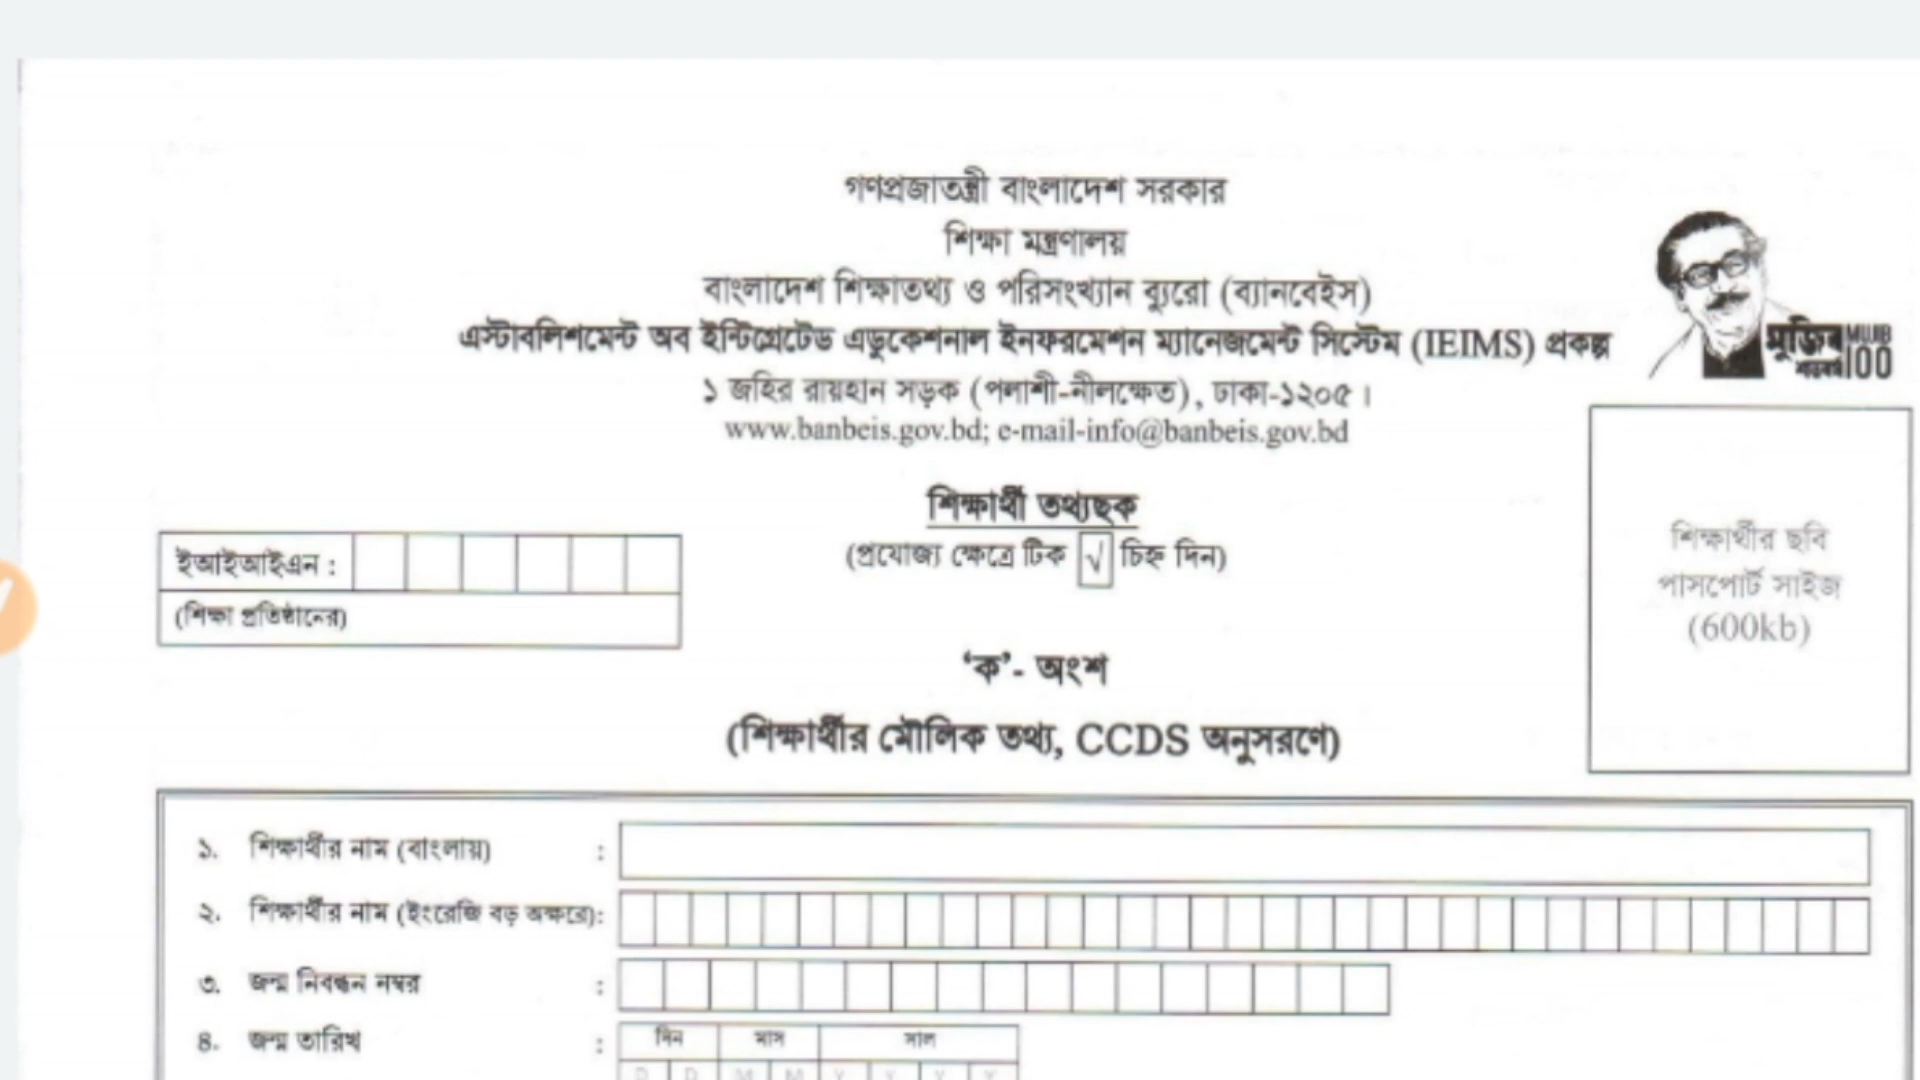 গণপ্রজাতন্ত্রী বাংলাদেশ সরকার
শিক্ষা মন্ত্রণালয়
বাংলাদেশ শিক্ষাতথ্য ও পরিসংখ্যান ব্যুরো (ব্যানবেইস)
এস্টাবলিশমেন্ট অব ইন্টিগ্রেটেড এডুকেশনাল ইনফরমেশন ম্যানেজমেন্ট সিস্টেম (IEIMS) প্রকল্প
মুজিব MUJIB
শতবর্ষ 100
১ জহির রায়হান সড়ক (পলাশী-নীলক্ষেত), ঢাকা-১২০৫।
www.banbeis.gov.bd; e-mail-info@banbeis.gov.bd
শিক্ষার্থী তথ্যছক
(প্রযোজ্য ক্ষেত্রে টিক √ চিহ্ন দিন)
ইআইআইএন :
(শিক্ষা প্রতিষ্ঠানের)
শিক্ষার্থীর ছবি
পাসপোর্ট সাইজ
(600kb)
‘ক’- অংশ
(শিক্ষার্থীর মৌলিক তথ্য, CCDS অনুসরণে)
১. শিক্ষার্থীর নাম (বাংলায়) :
২. শিক্ষার্থীর নাম (ইংরেজি বড় অক্ষরে):
৩. জন্ম নিবন্ধন নম্বর :
৪. জন্ম তারিখ : দিন মাস সাল
D D M M Y Y Y Y